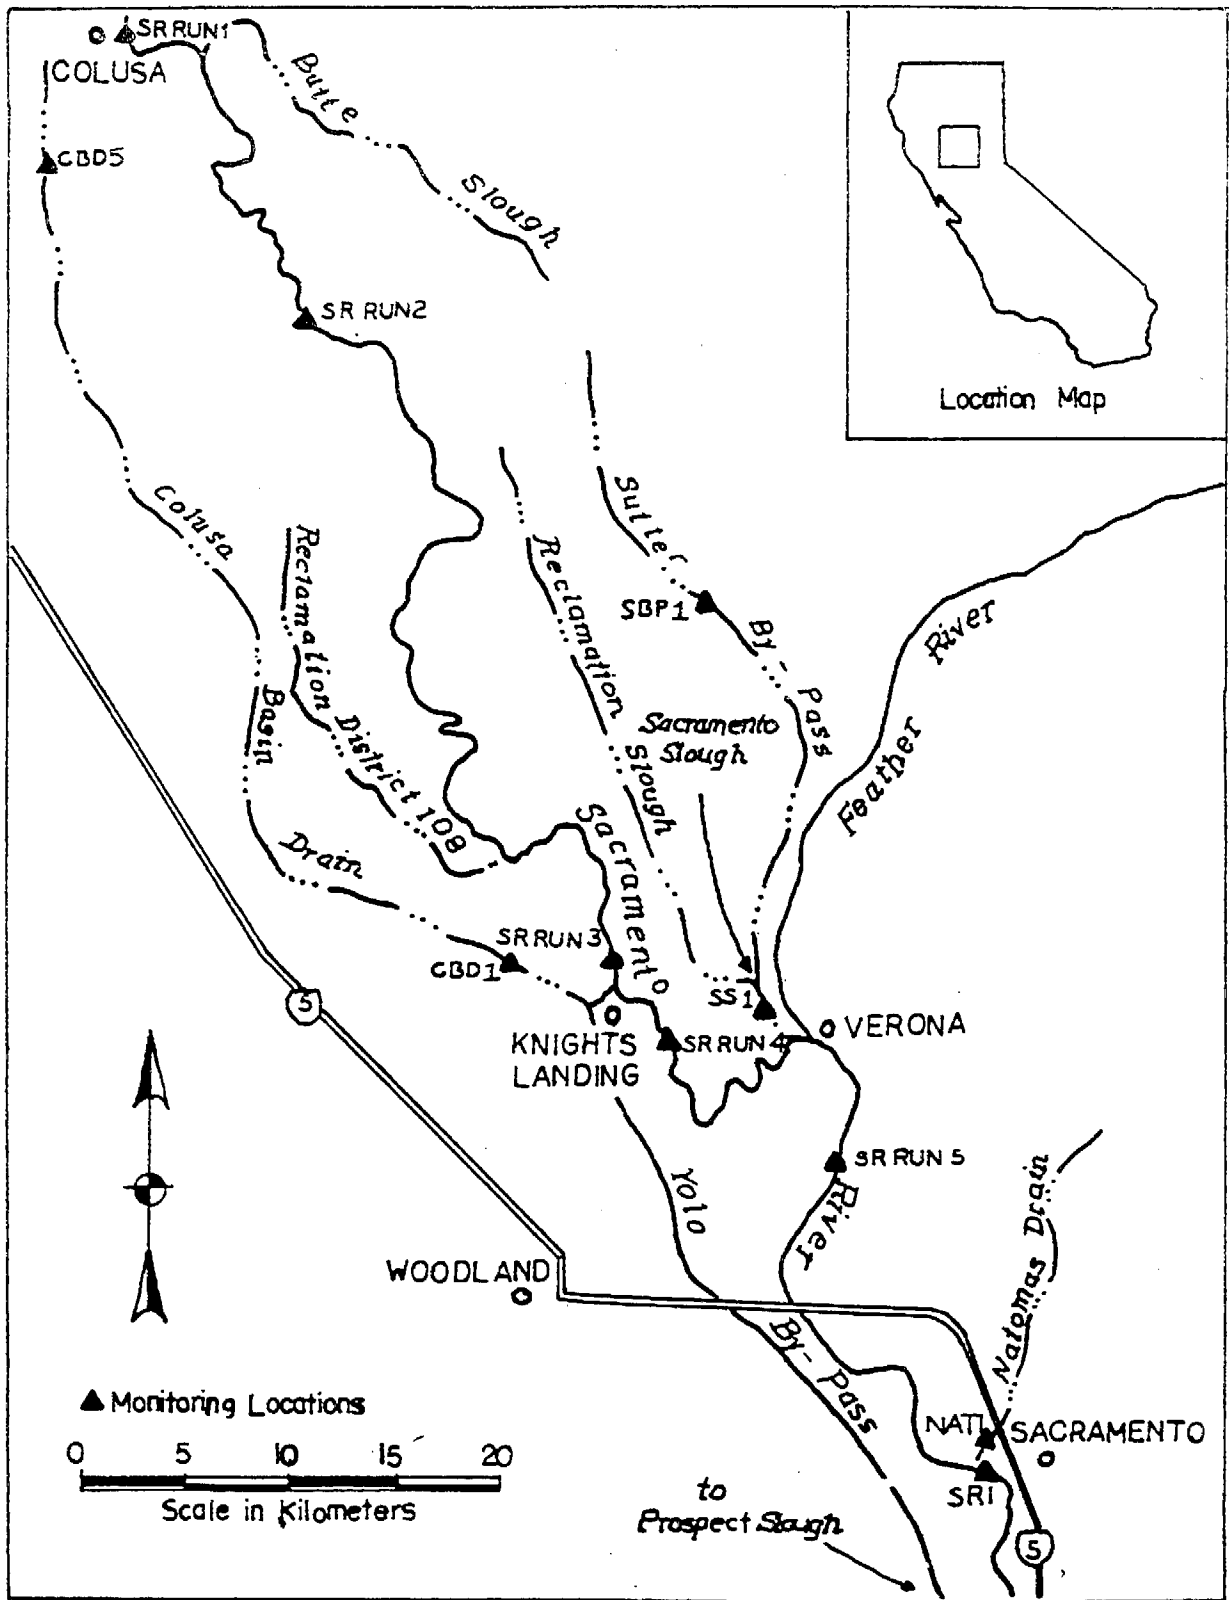 SR RUN1
COLUSA
Butte
Slough
CBD5
SR RUN2
Location Map
Colusa
Basin
Drain
Reclamation District 108
Reclamation Slough
Sutter
By-Pass
SBP1
Sacramento
Slough
Feather
River
Sacramento
SR RUN3
CBD1
SS1
VERONA
KNIGHTS
LANDING
SR RUN 4
5
SR RUN 5
River
Yolo
By-Pass
WOODLAND
Natomas Drain
NAT1
SACRAMENTO
SR1
Monitoring Locations
0 5 10 15 20
Scale in Kilometers
to
Prospect Slough
5